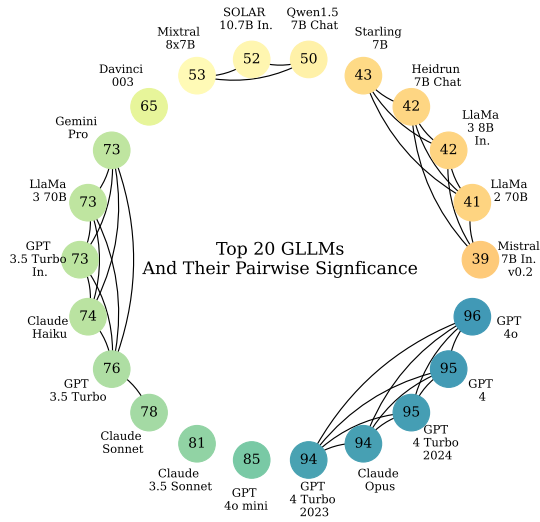 SOLAR
10.7B In.
Qwen1.5
7B Chat
Mixtral
8x7B
Starling
7B
52
50
53
43
Davinci
003
Heidrun
7B Chat
65
42
Gemini
Pro
LlaMa
3 8B
In.
73
42
LlaMa
3 70B
LlaMa
2 70B
73
41
GPT
3.5 Turbo
In.
73
Top 20 GLLMs
And Their Pairwise Signficance
39
Mistral
7B In.
v0.2
Claude
Haiku
74
96
GPT
4o
76
GPT
3.5 Turbo
95
GPT
4
78
Claude
Sonnet
95
GPT
4 Turbo
2024
81
Claude
3.5 Sonnet
85
GPT
4o mini
94
GPT
4 Turbo
2023
94
Claude
Opus